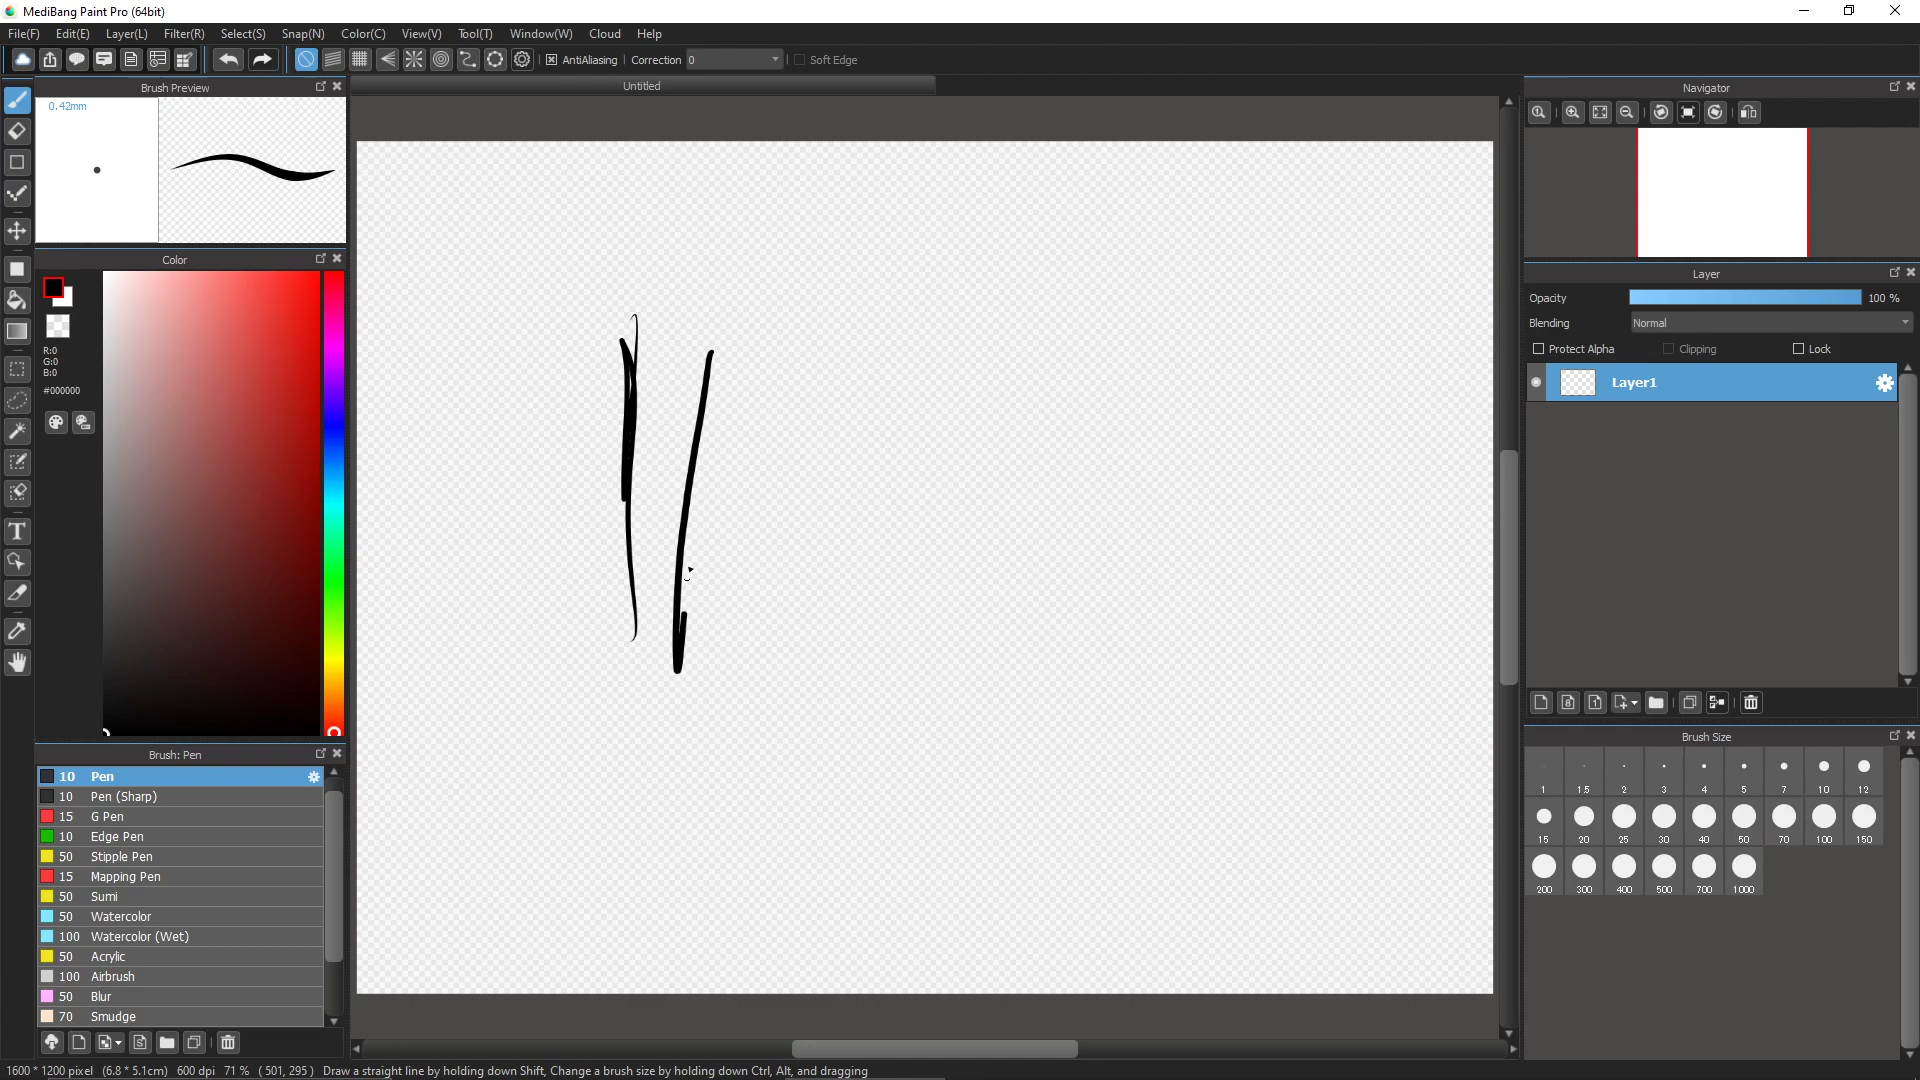 MediBang Paint Pro (64bit)
File(F) Edit(E) Layer(L) Filter(R) Select(S) Snap(N) Color(C) View(V) Tool(T) Window(W) Cloud Help
AntiAliasing Correction 0 Soft Edge
Brush Preview
Untitled
Navigator
0.42mm
Color
R:0
G:0
B:0
#000000
Layer
Opacity 100 %
Blending Normal
Protect Alpha Clipping Lock
Layer1
Brush: Pen
10 Pen
10 Pen (Sharp)
15 G Pen
10 Edge Pen
50 Stipple Pen
15 Mapping Pen
50 Sumi
50 Watercolor
100 Watercolor (Wet)
50 Acrylic
100 Airbrush
50 Blur
70 Smudge
Brush Size
1 1.5 2 3 4 5 7 10 12
15 20 25 30 40 50 70 100 150
200 300 400 500 700 1000
1600 * 1200 pixel (6.8 * 5.1cm) 600 dpi 71 % ( 501, 295 ) Draw a straight line by holding down Shift, Change a brush size by holding down Ctrl, Alt, and dragging